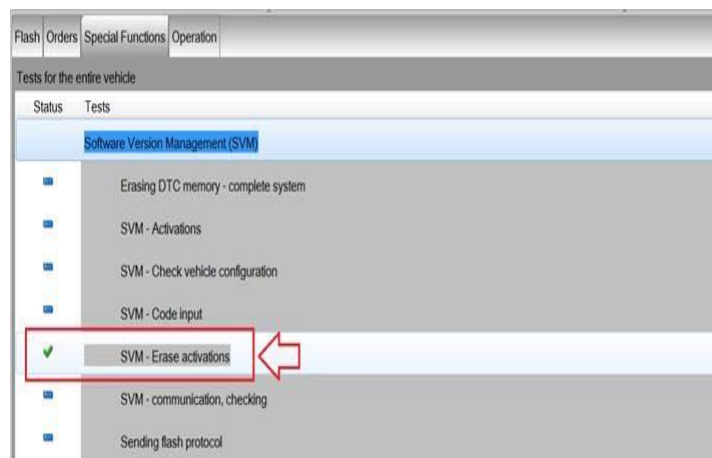 Flash Orders Special Functions Operation
Tests for the entire vehicle
Status Tests
Software Version Management (SVM)
Erasing DTC memory - complete system
SVM - Activations
SVM - Check vehicle configuration
SVM - Code input
SVM - Erase activations
SVM - communication, checking
Sending flash protocol